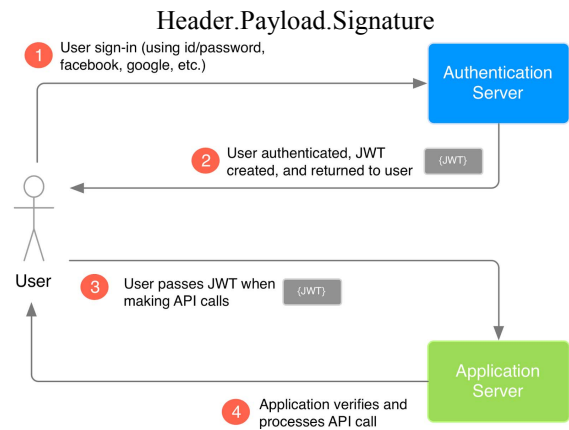 Header.Payload.Signature
1
User sign-in (using id/password,
facebook, google, etc.)
Authentication
Server
2
User authenticated, JWT
created, and returned to user
{JWT}
User
3
User passes JWT when
making API calls
{JWT}
Application
Server
4
Application verifies and
processes API call